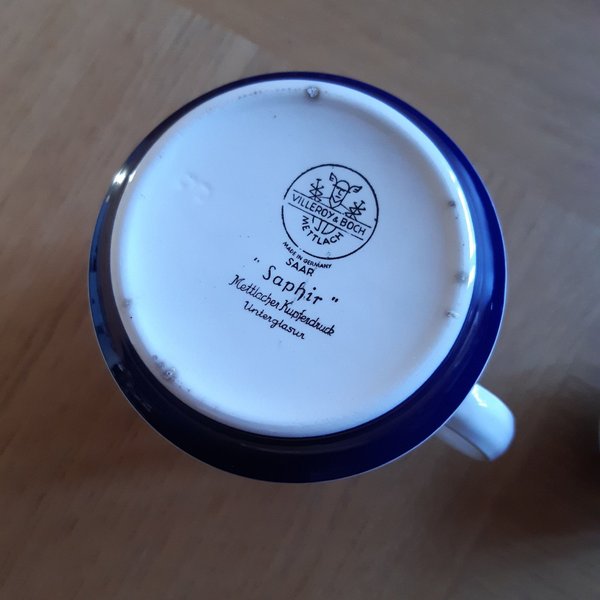 VILLEROY & BOCH
METTLACH
MADE IN GERMANY
SAAR
"Saphir"
Mettlacher Kupferdruck
Unterglasur